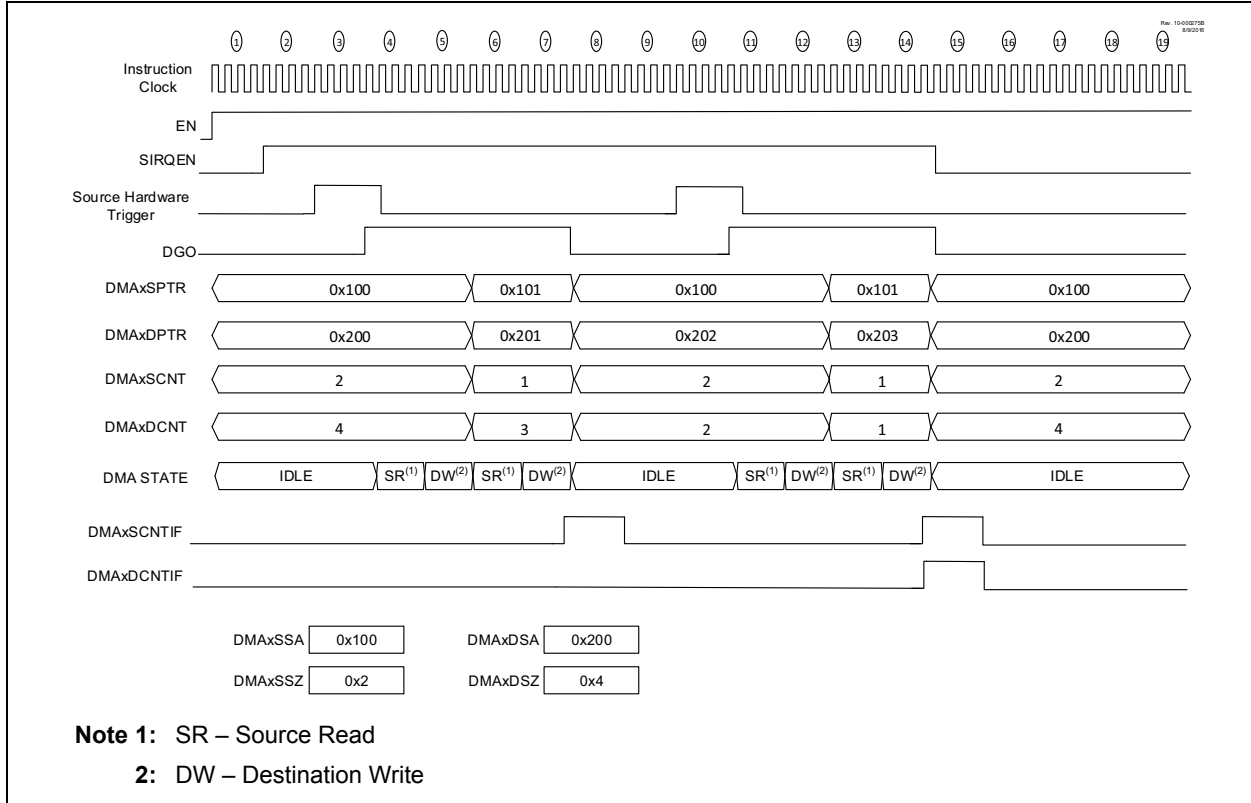 Rev. 10-000275B
8/9/2016
1 2 3 4 5 6 7 8 9 10 11 12 13 14 15 16 17 18 19
Instruction
Clock
EN
SIRQEN
Source Hardware
Trigger
DGO
DMAxSPTR 0x100 0x101 0x100 0x101 0x100
DMAxDPTR 0x200 0x201 0x202 0x203 0x200
DMAxSCNT 2 1 2 1 2
DMAxDCNT 4 3 2 1 4
DMA STATE IDLE SR(1) DW(2) SR(1) DW(2) IDLE SR(1) DW(2) SR(1) DW(2) IDLE
DMAxSCNTIF
DMAxDCNTIF
DMAxSSA 0x100 DMAxDSA 0x200
DMAxSSZ 0x2 DMAxDSZ 0x4
Note 1: SR – Source Read
2: DW – Destination Write